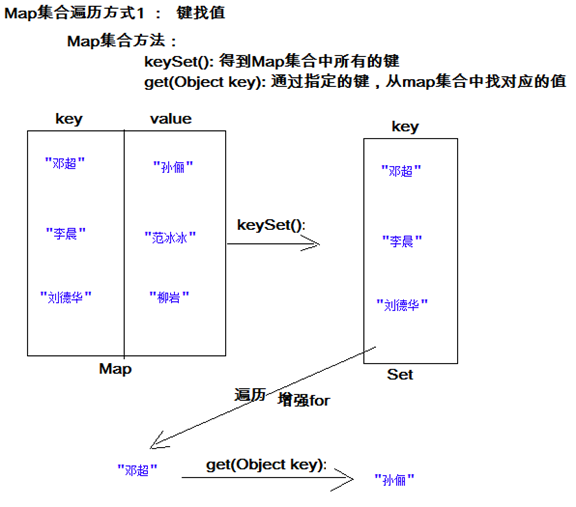 Map集合遍历方式1 ： 键找值
Map集合方法：
keySet(): 得到Map集合中所有的键
get(Object key): 通过指定的键，从map集合中找对应的值
key value
"邓超" "孙俪"
"李晨" "范冰冰"
"刘德华" "柳岩"
Map
keySet():
key
"邓超"
"李晨"
"刘德华"
Set
遍历 增强for
"邓超" get(Object key): "孙俪"